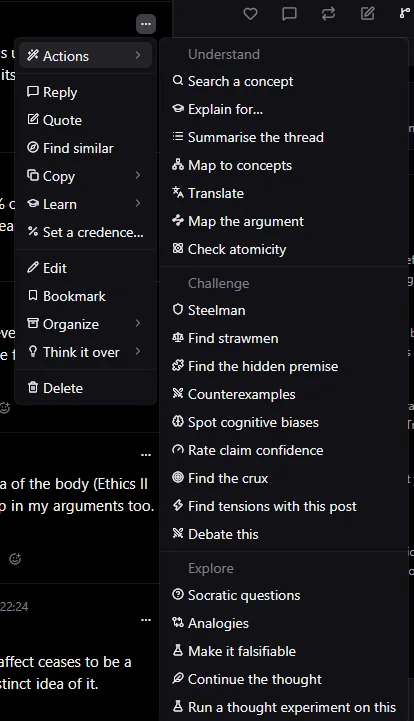 Actions
Reply
Quote
Find similar
Copy
Learn
Set a credence...
Edit
Bookmark
Organize
Think it over
Delete
Understand
Search a concept
Explain for...
Summarise the thread
Map to concepts
Translate
Map the argument
Check atomicity
Challenge
Steelman
Find strawmen
Find the hidden premise
Counterexamples
Spot cognitive biases
Rate claim confidence
Find the crux
Find tensions with this post
Debate this
Explore
Socratic questions
Analogies
Make it falsifiable
Continue the thought
Run a thought experiment on this
a of the body (Ethics II
p in my arguments too.
22:24
affect ceases to be a
stinct idea of it.